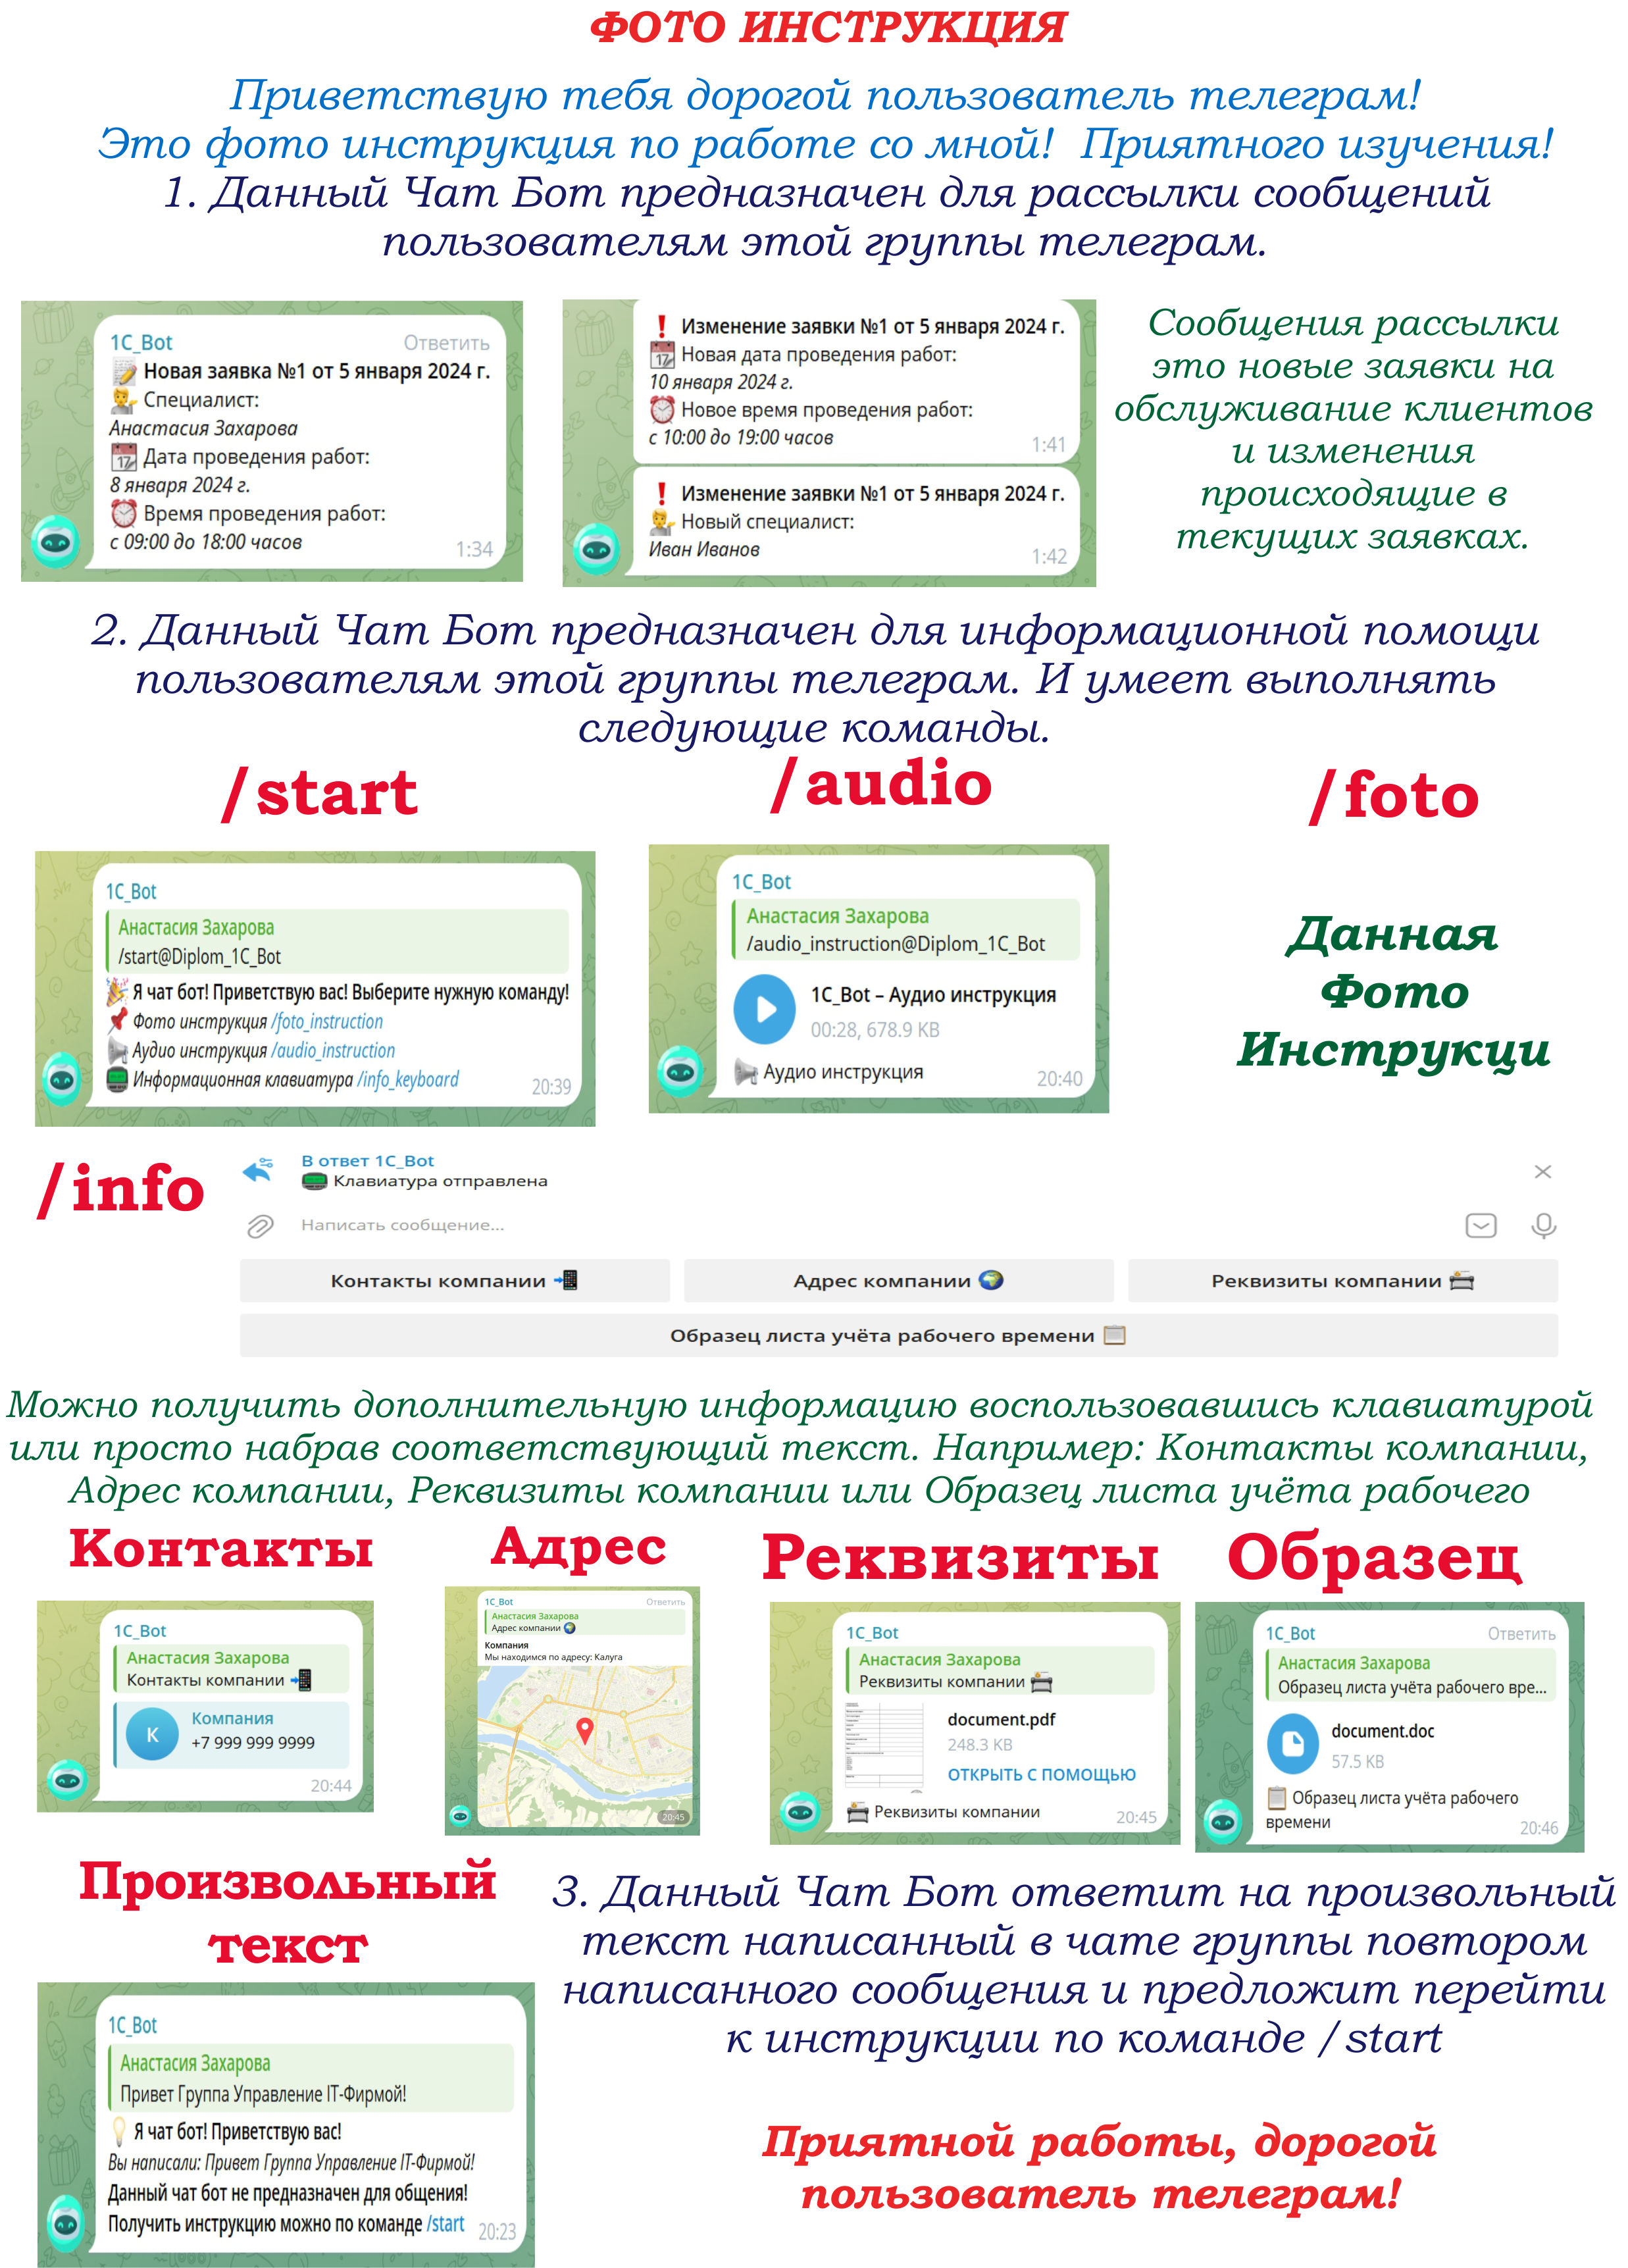 ФОТО ИНСТРУКЦИЯ
Приветствую тебя дорогой пользователь телеграм!
Это фото инструкция по работе со мной! Приятного изучения!
1. Данный Чат Бот предназначен для рассылки сообщений
пользователям этой группы телеграм.
1C_Bot Ответить
Новая заявка №1 от 5 января 2024 г.
Специалист:
Анастасия Захарова
Дата проведения работ:
8 января 2024 г.
Время проведения работ:
с 09:00 до 18:00 часов
1:34
Изменение заявки №1 от 5 января 2024 г.
Новая дата проведения работ:
10 января 2024 г.
Новое время проведения работ:
с 10:00 до 19:00 часов
1:41
Изменение заявки №1 от 5 января 2024 г.
Новый специалист:
Иван Иванов
1:42
Сообщения рассылки
это новые заявки на
обслуживание клиентов
и изменения
происходящие в
текущих заявках.
2. Данный Чат Бот предназначен для информационной помощи
пользователям этой группы телеграм. И умеет выполнять
следующие команды.
/start
1C_Bot
Анастасия Захарова
/start@Diplom_1C_Bot
Я чат бот! Приветствую вас! Выберите нужную команду!
Фото инструкция /foto_instruction
Аудио инструкция /audio_instruction
Информационная клавиатура /info_keyboard
20:39
/audio
1C_Bot
Анастасия Захарова
/audio_instruction@Diplom_1C_Bot
1C_Bot – Аудио инструкция
00:28, 678.9 KB
Аудио инструкция
20:40
/foto
Данная
Фото
Инструкци
/info
В ответ 1C_Bot
Клавиатура отправлена
Написать сообщение...
Контакты компании
Адрес компании
Реквизиты компании
Образец листа учёта рабочего времени
Можно получить дополнительную информацию воспользовавшись клавиатурой
или просто набрав соответствующий текст. Например: Контакты компании,
Адрес компании, Реквизиты компании или Образец листа учёта рабочего
Контакты
1C_Bot
Анастасия Захарова
Контакты компании
К
Компания
+7 999 999 9999
20:44
Адрес
1C_Bot Ответить
Анастасия Захарова
Адрес компании
Компания
Мы находимся по адресу: Калуга
20:45
Реквизиты
1C_Bot
Анастасия Захарова
Реквизиты компании
document.pdf
248.3 KB
ОТКРЫТЬ С ПОМОЩЬЮ
Реквизиты компании
20:45
Образец
1C_Bot Ответить
Анастасия Захарова
Образец листа учёта рабочего вре...
document.doc
57.5 KB
Образец листа учёта рабочего
времени
20:46
Произвольный
текст
1C_Bot
Анастасия Захарова
Привет Группа Управление IT-Фирмой!
Я чат бот! Приветствую вас!
Вы написали: Привет Группа Управление IT-Фирмой!
Данный чат бот не предназначен для общения!
Получить инструкцию можно по команде /start
20:23
3. Данный Чат Бот ответит на произвольный
текст написанный в чате группы повтором
написанного сообщения и предложит перейти
к инструкции по команде /start
Приятной работы, дорогой
пользователь телеграм!